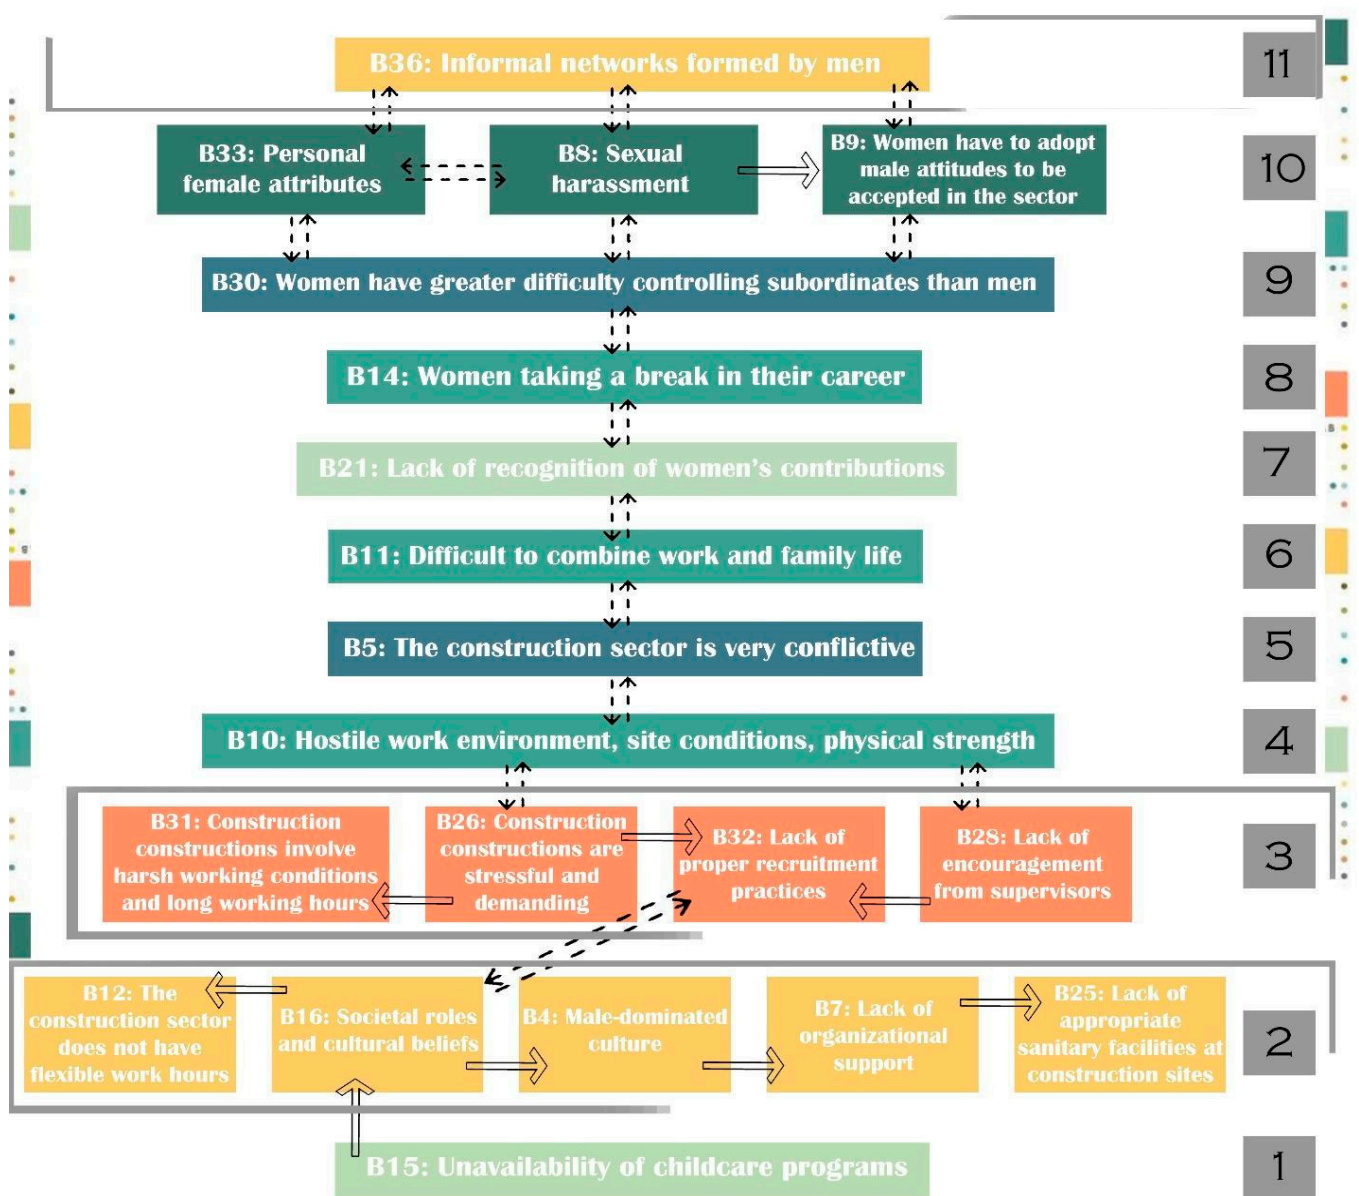 B36: Informal networks formed by men
11
B33: Personal
female attributes
B8: Sexual
harassment
B9: Women have to adopt
male attitudes to be
accepted in the sector
10
B30: Women have greater difficulty controlling subordinates than men
9
B14: Women taking a break in their career
8
B21: Lack of recognition of women's contributions
7
B11: Difficult to combine work and family life
6
B5: The construction sector is very conflictive
5
B10: Hostile work environment, site conditions, physical strength
4
B31: Construction
constructions involve
harsh working conditions
and long working hours
B26: Construction
constructions are
stressful and
demanding
B32: Lack of
proper recruitment
practices
B28: Lack of
encouragement
from supervisors
3
B12: The
construction sector
does not have
flexible work hours
B16: Societal roles
and cultural beliefs
B4: Male-dominated
culture
B7: Lack of
organizational
support
B25: Lack of
appropriate
sanitary facilities at
construction sites
2
B15: Unavailability of childcare programs
1